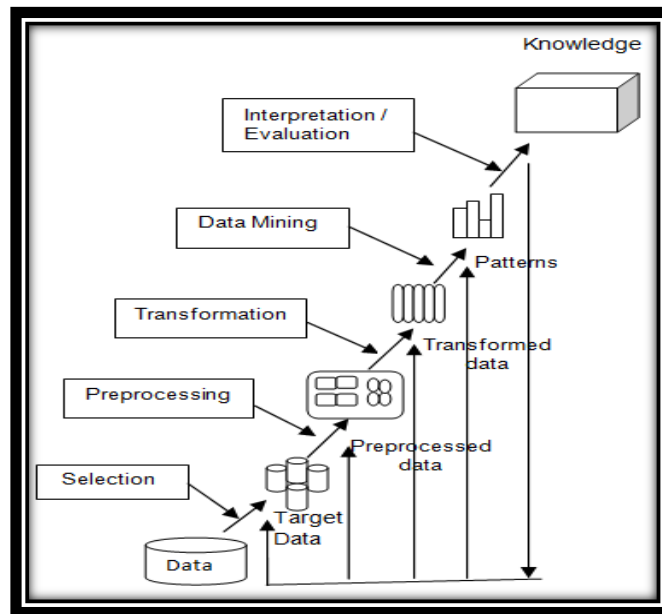 Knowledge
Interpretation /
Evaluation
Data Mining
Patterns
Transformation
Transformed
data
Preprocessing
Preprocessed
data
Selection
Target
Data
Data